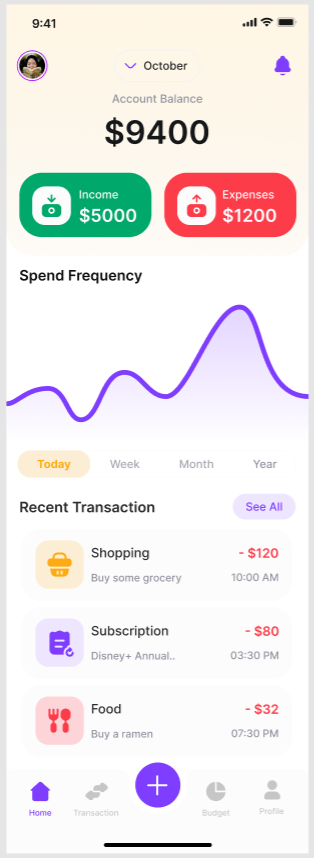 9:41
October
Account Balance
$9400
Income
$5000
Expenses
$1200
Spend Frequency
Today Week Month Year
Recent Transaction See All
Shopping - $120
Buy some grocery 10:00 AM
Subscription - $80
Disney+ Annual.. 03:30 PM
Food - $32
Buy a ramen 07:30 PM
Home Transaction Budget Profile